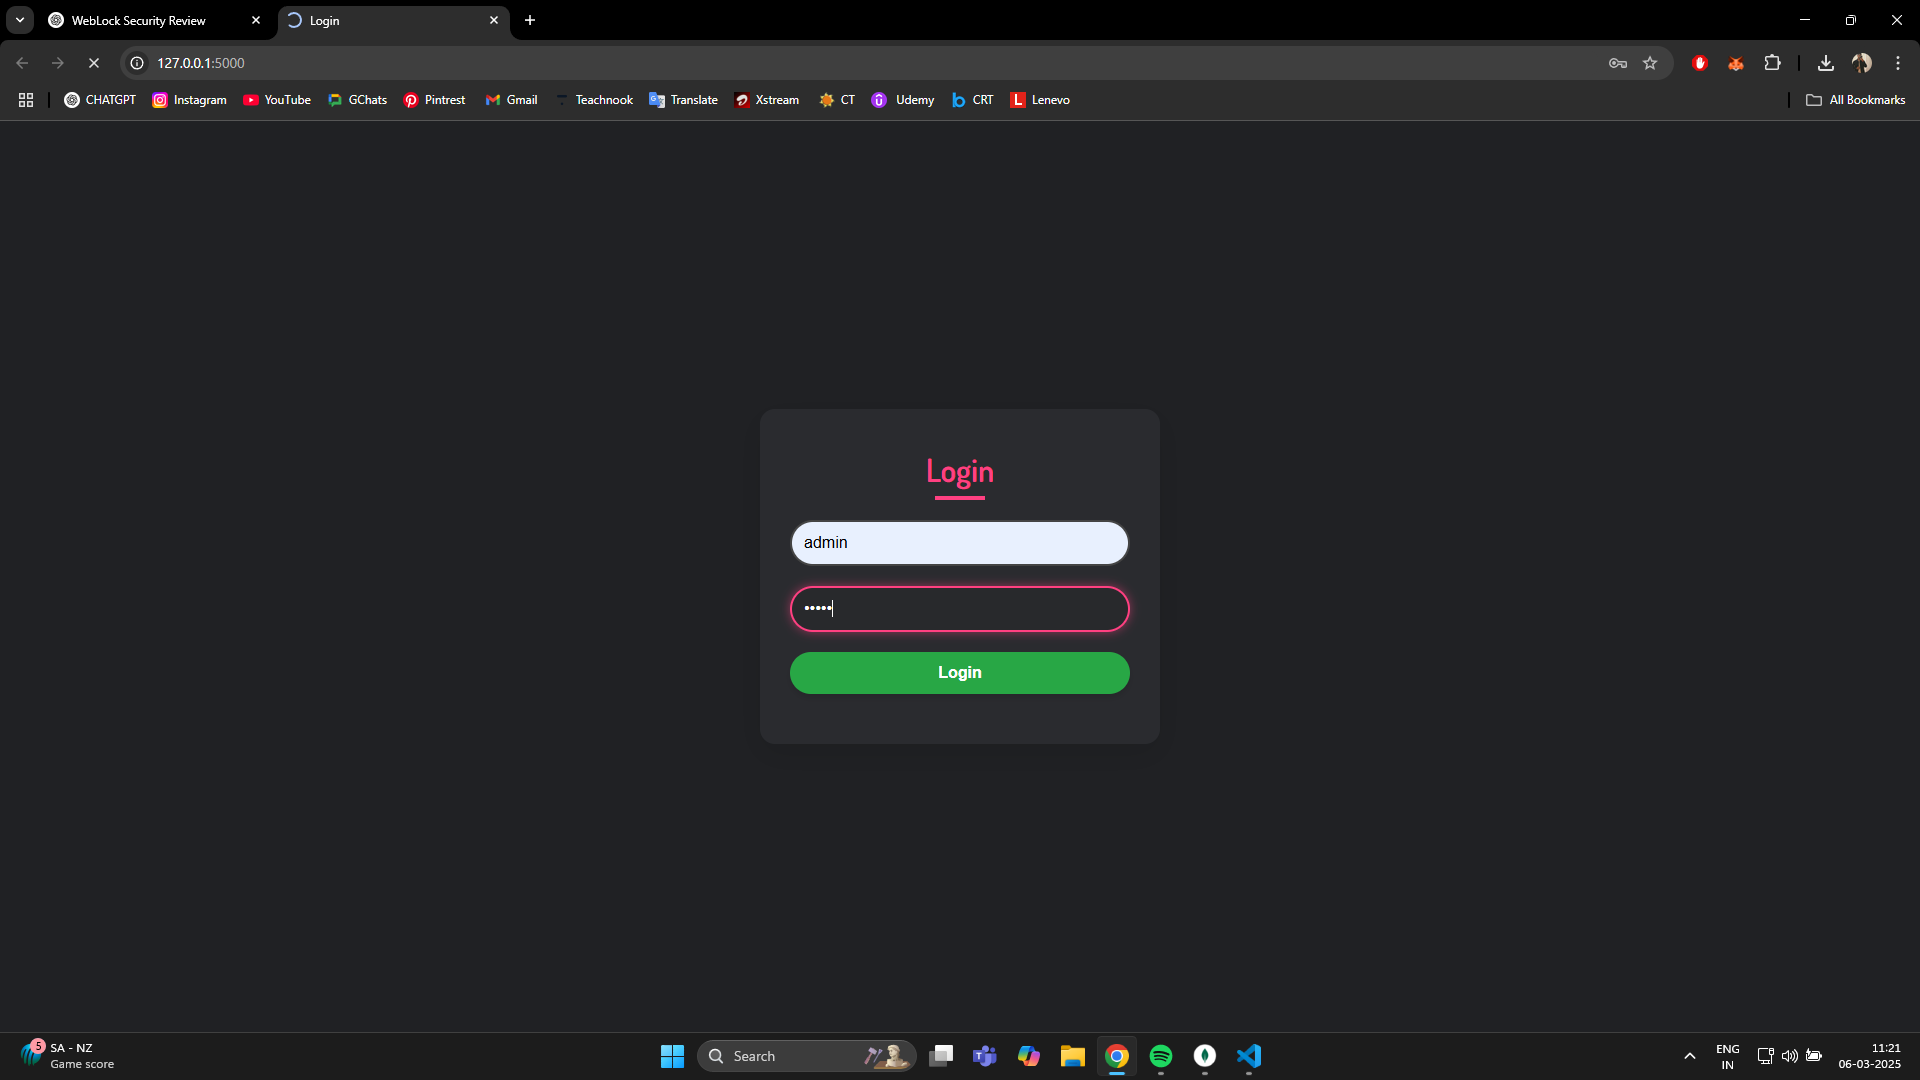 WebLock Security Review
Login
127.0.0.1:5000
CHATGPT
Instagram
YouTube
GChats
Pintrest
Gmail
Teachnook
Translate
Xstream
CT
Udemy
CRT
Lenevo
All Bookmarks
Login
admin
•••••
Login
5
SA - NZ
Game score
Search
ENG
IN
11:21
06-03-2025